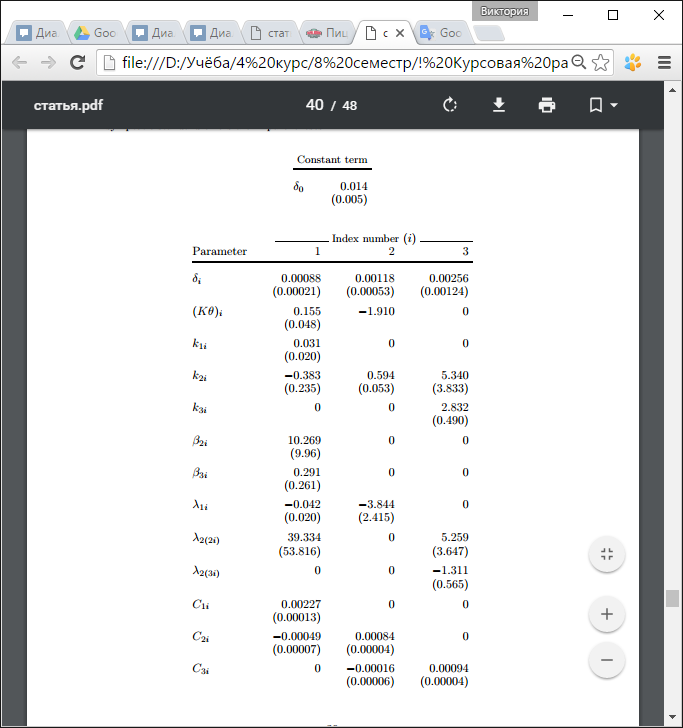 Виктория
Диа
Goo
Диа
Диа
стат
Пиц
с
Goo
file:///D:/Учёба/4%20курс/8%20семестр/!%20Курсовая%20ра
статья.pdf
40 / 48
Constant term
δ0 0.014
(0.005)
Index number (i)
Parameter 1 2 3
δi 0.00088 0.00118 0.00256
(0.00021) (0.00053) (0.00124)
(Kθ)i 0.155 −1.910 0
(0.048)
k1i 0.031 0 0
(0.020)
k2i −0.383 0.594 5.340
(0.235) (0.053) (3.833)
k3i 0 0 2.832
(0.490)
β2i 10.269 0 0
(9.96)
β3i 0.291 0 0
(0.261)
λ1i −0.042 −3.844 0
(0.020) (2.415)
λ2(2i) 39.334 0 5.259
(53.816) (3.647)
λ2(3i) 0 0 −1.311
(0.565)
C1i 0.00227 0 0
(0.00013)
C2i −0.00049 0.00084 0
(0.00007) (0.00004)
C3i 0 −0.00016 0.00094
(0.00006) (0.00004)